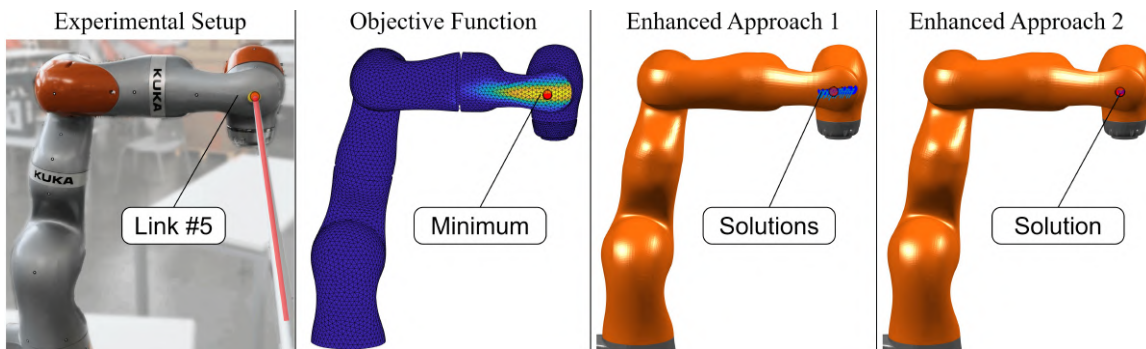 Experimental Setup
Objective Function
Enhanced Approach 1
Enhanced Approach 2
KUKA
KUKA
Link #5
Minimum
Solutions
Solution